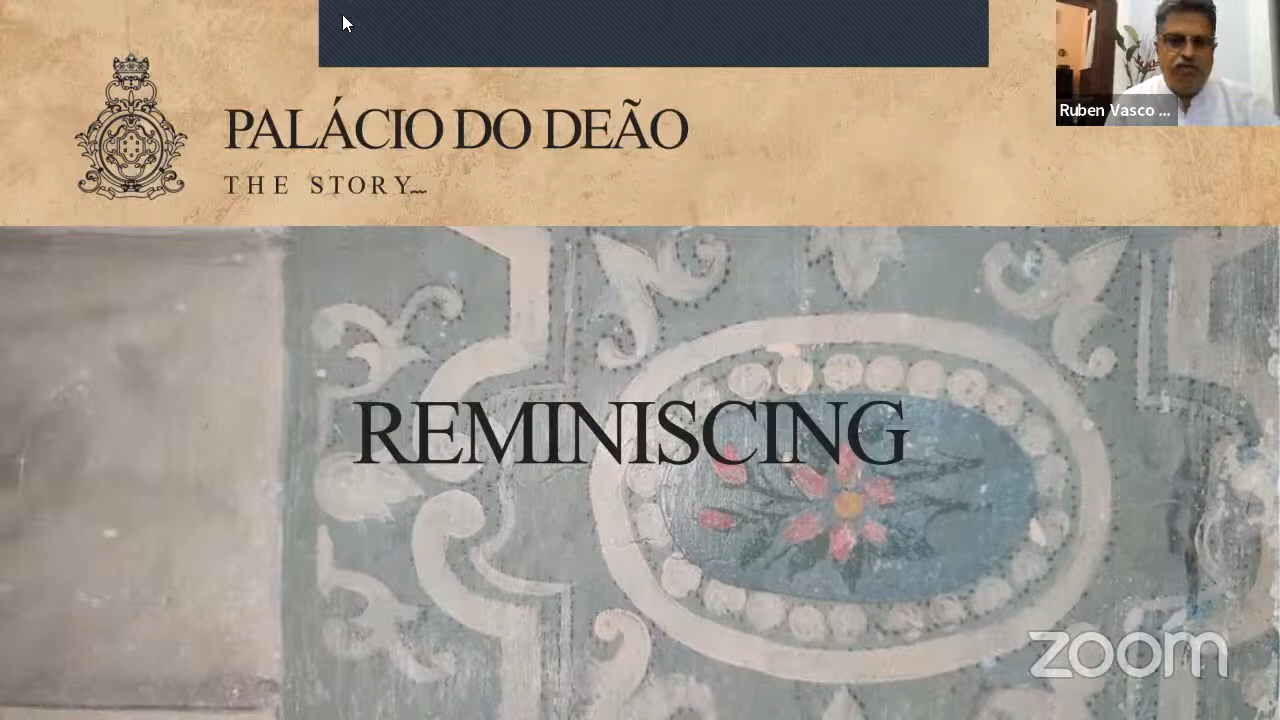 PALÁCIO DO DEÃO
THE STORY....
Ruben Vasco ...
REMINISCING
zoom